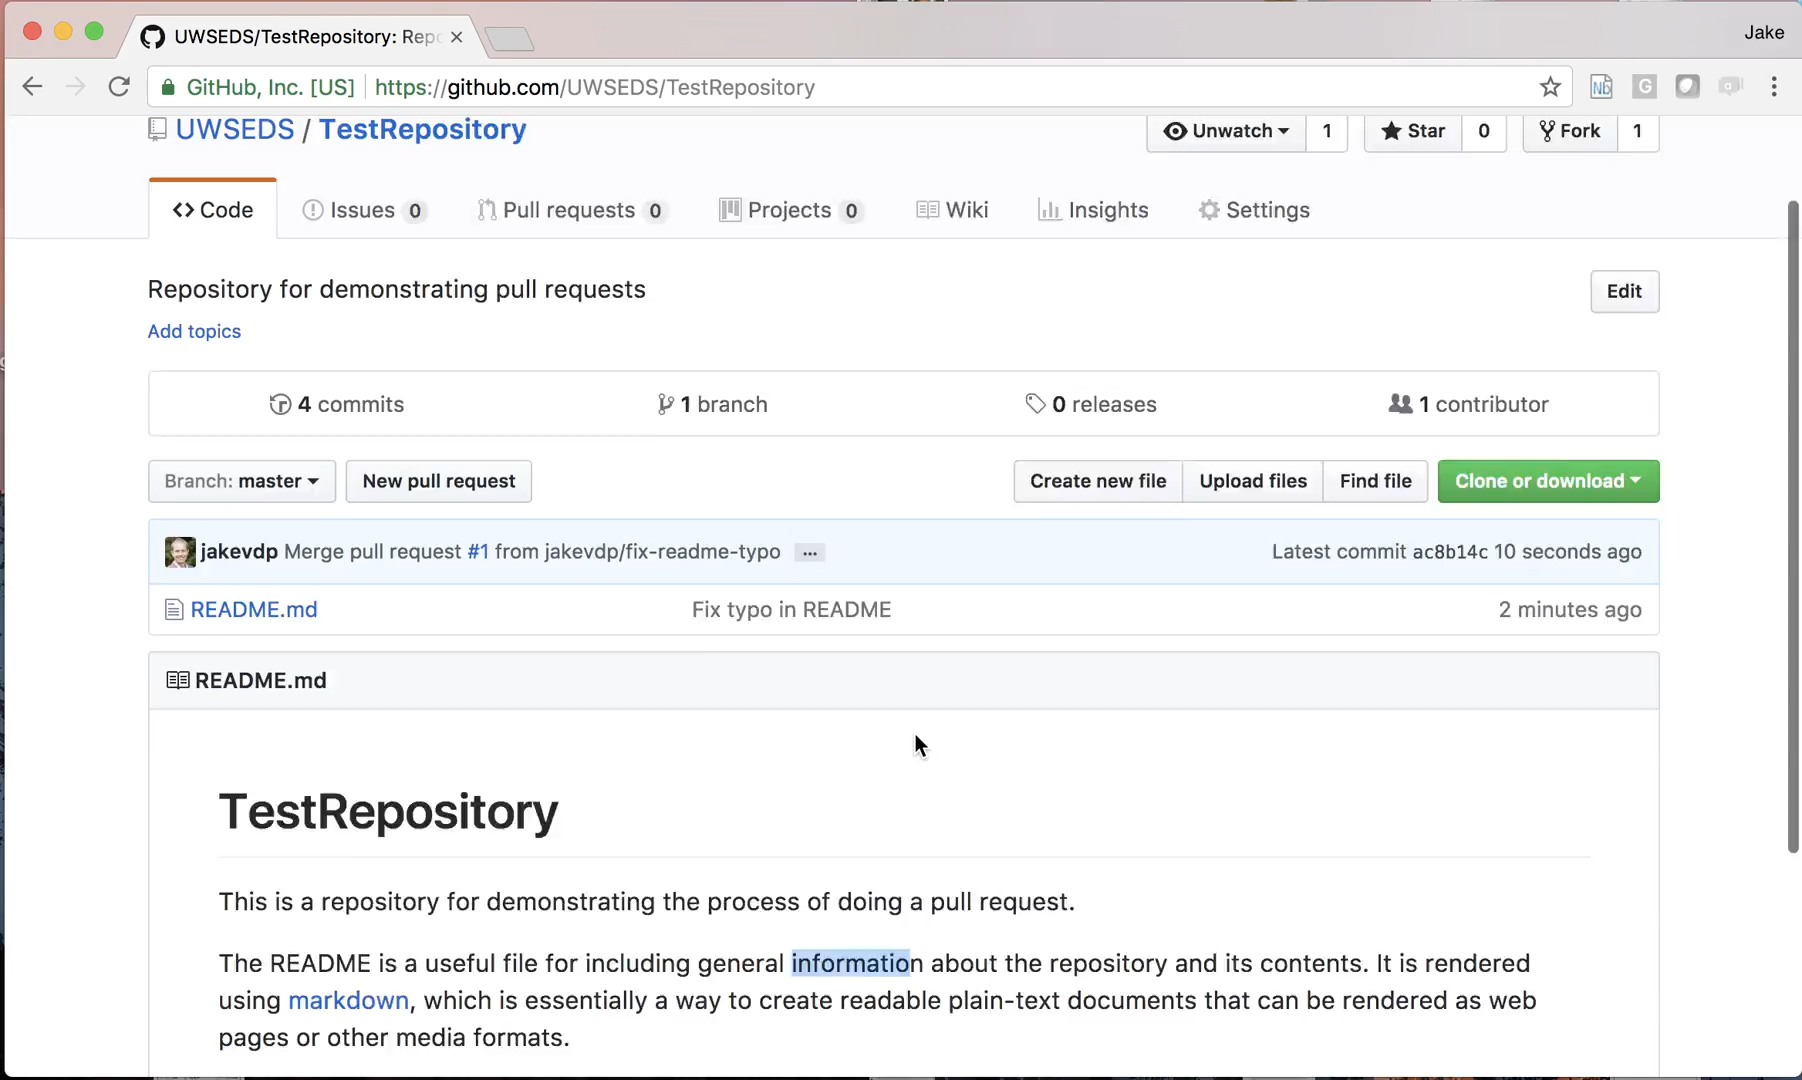 UWSEDS/TestRepository: Repo
Jake
GitHub, Inc. [US] https://github.com/UWSEDS/TestRepository
UWSEDS / TestRepository
Unwatch 1 Star 0 Fork 1
Code Issues 0 Pull requests 0 Projects 0 Wiki Insights Settings
Repository for demonstrating pull requests
Edit
Add topics
4 commits 1 branch 0 releases 1 contributor
Branch: master New pull request Create new file Upload files Find file Clone or download
jakevdp Merge pull request #1 from jakevdp/fix-readme-typo ... Latest commit ac8b14c 10 seconds ago
README.md Fix typo in README 2 minutes ago
README.md
TestRepository
This is a repository for demonstrating the process of doing a pull request.
The README is a useful file for including general information about the repository and its contents. It is rendered
using markdown, which is essentially a way to create readable plain-text documents that can be rendered as web
pages or other media formats.